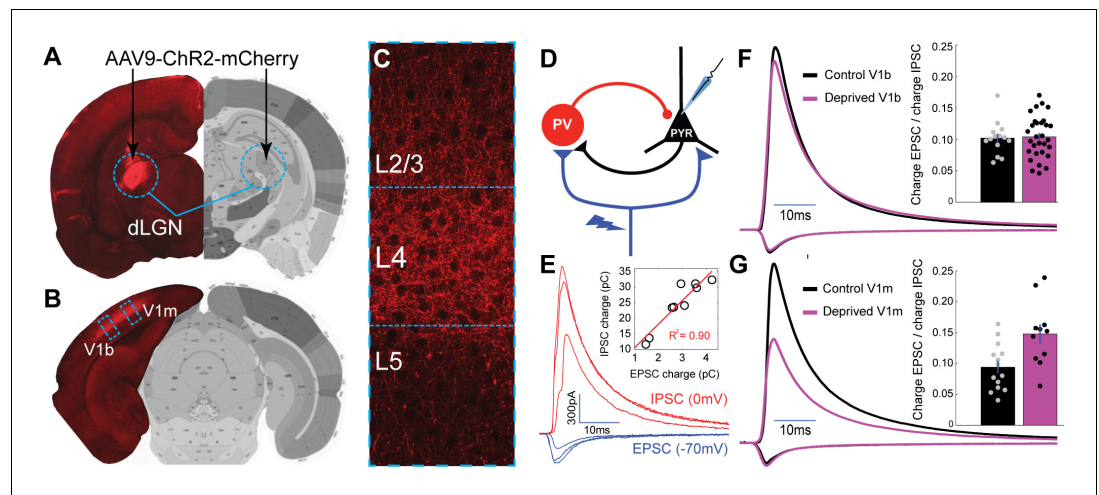 A
AAV9-ChR2-mCherry
dLGN
B
V1m
V1b
C
L2/3
L4
L5
D
PV
PYR
E
35
30
25
20
15
10
IPSC charge (pC)
1
2
3
4
EPSC charge (pC)
R²= 0.90
IPSC (0mV)
300pA
10ms
EPSC (-70mV)
F
Control V1b
Deprived V1b
10ms
Charge EPSC / charge IPSC
0.25
0.20
0.15
0.10
0.05
0
G
Control V1m
Deprived V1m
10ms
Charge EPSC / charge IPSC
0.25
0.20
0.15
0.10
0.05
0